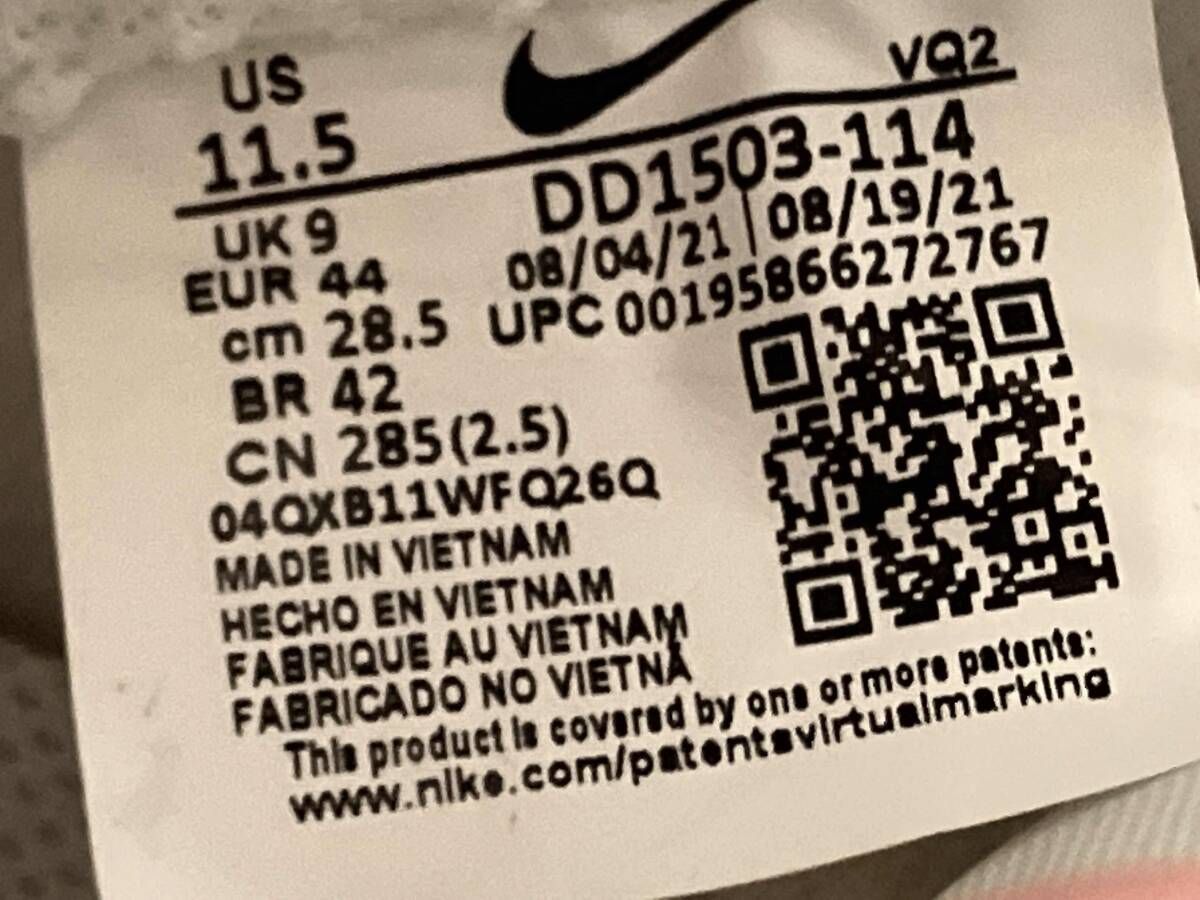 US
VQ2
11.5
DD1503-114
UK 9
08/04/21 | 08/19/21
EUR 44
UPC 00195866272767
cm 28.5
BR 42
CN 285(2.5)
04QXB11WFQ26Q
MADE IN VIETNAM
HECHO EN VIETNAM
FABRIQUE AU VIETNAM
FABRICADO NO VIETNÃ
This product is covered by one or more patents:
www.nike.com/patentsvirtualmarking